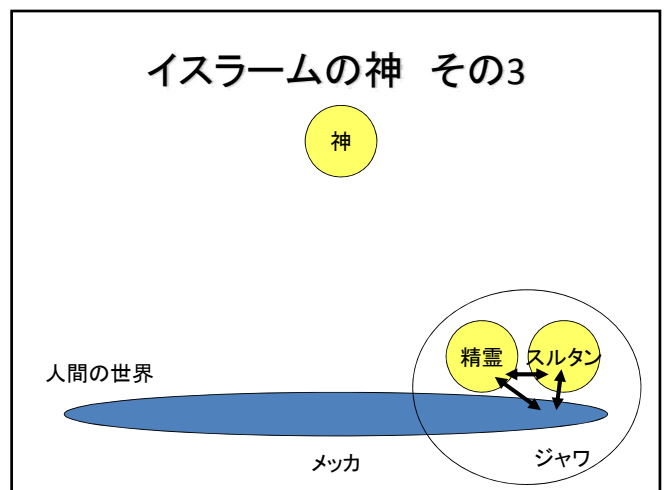 イスラームの神　その3
神
精霊
スルタン
人間の世界
メッカ
ジャワ